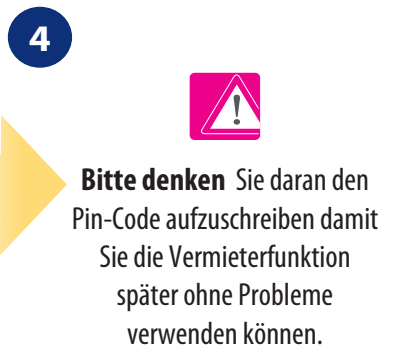 4
!
Bitte denken Sie daran den
Pin-Code aufzuschreiben damit
Sie die Vermieterfunktion
später ohne Probleme
verwenden können.